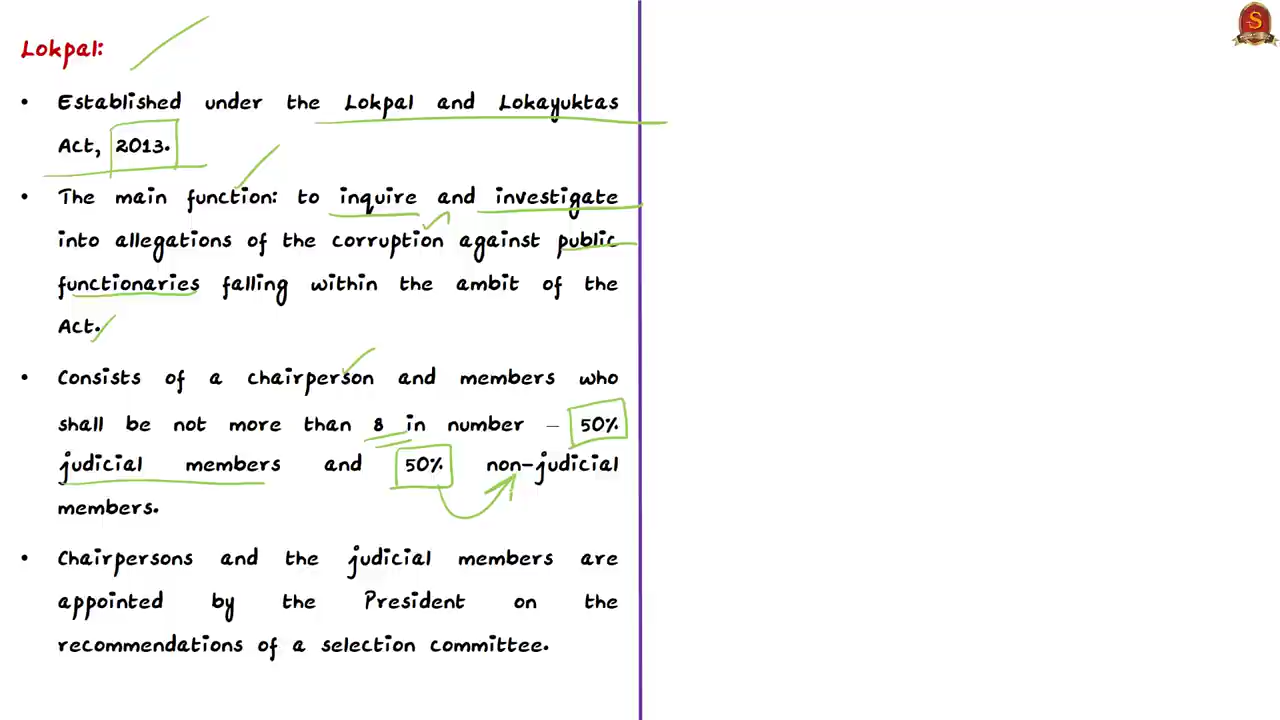 Lokpal:
• Established under the Lokpal and Lokayuktas
Act, 2013.
• The main function: to inquire and investigate
into allegations of the corruption against public
functionaries falling within the ambit of the
Act.
• Consists of a chairperson and members who
shall be not more than 8 in number – 50%
judicial members and 50% non-judicial
members.
• Chairpersons and the judicial members are
appointed by the President on the
recommendations of a selection committee.
S